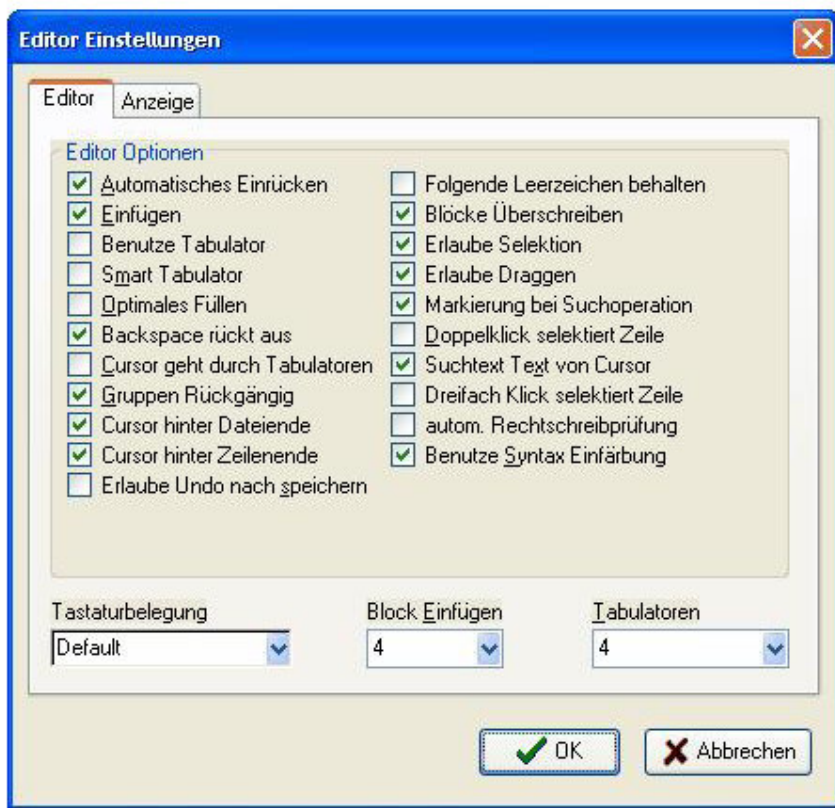 Editor Einstellungen
Editor Anzeige
Editor Optionen
Automatisches Einrücken
Einfügen
Benutze Tabulator
Smart Tabulator
Optimales Füllen
Backspace rückt aus
Cursor geht durch Tabulatoren
Gruppen Rückgängig
Cursor hinter Dateiende
Cursor hinter Zeilenende
Erlaube Undo nach speichern
Folgende Leerzeichen behalten
Blöcke Überschreiben
Erlaube Selektion
Erlaube Draggen
Markierung bei Suchoperation
Doppelklick selektiert Zeile
Suchtext Text von Cursor
Dreifach Klick selektiert Zeile
autom. Rechtschreibprüfung
Benutze Syntax Einfärbung
Tastaturbelegung
Default
Block Einfügen
4
Tabulatoren
4
OK
Abbrechen